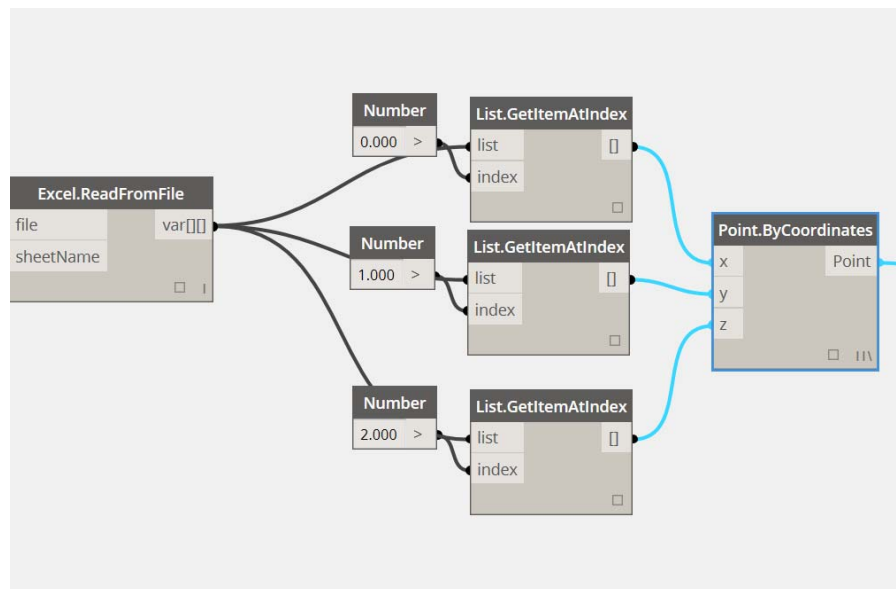 Excel.ReadFromFile
file var[][]
sheetName
Number
0.000 >
List.GetItemAtIndex
list []
index
Number
1.000 >
List.GetItemAtIndex
list []
index
Number
2.000 >
List.GetItemAtIndex
list []
index
Point.ByCoordinates
x Point
y
z